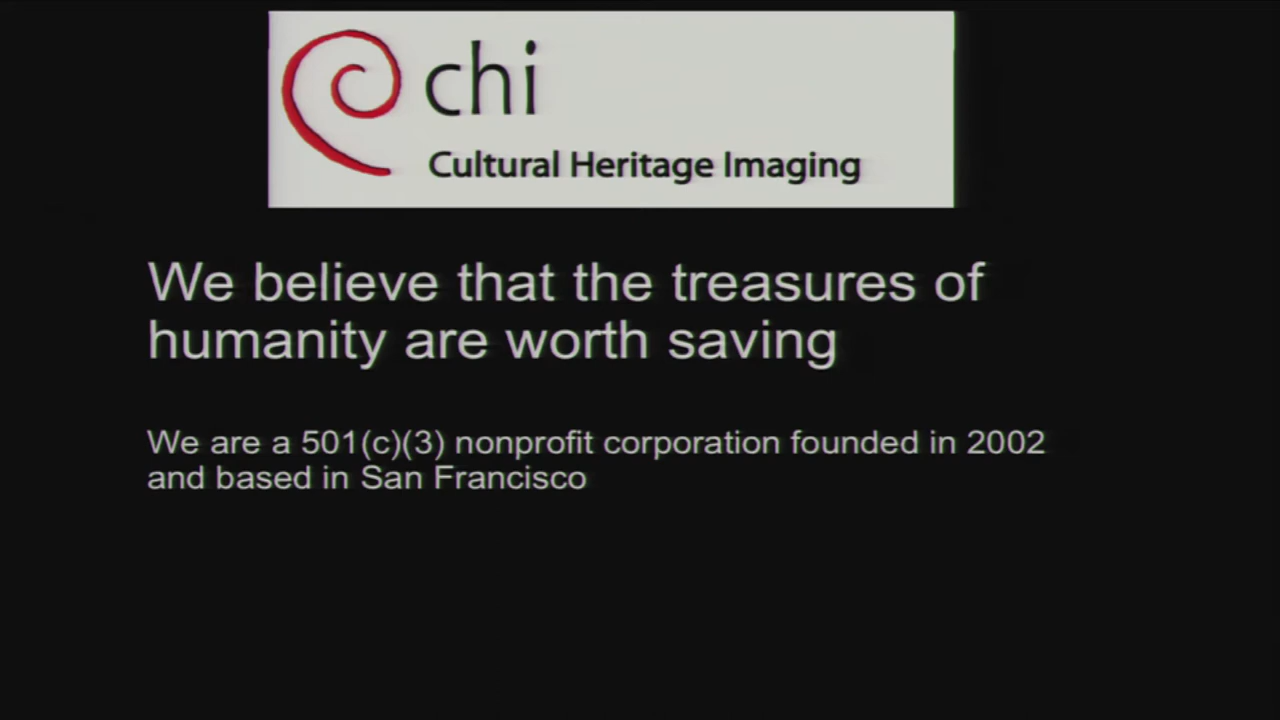 chi
Cultural Heritage Imaging
We believe that the treasures of
humanity are worth saving
We are a 501(c)(3) nonprofit corporation founded in 2002
and based in San Francisco